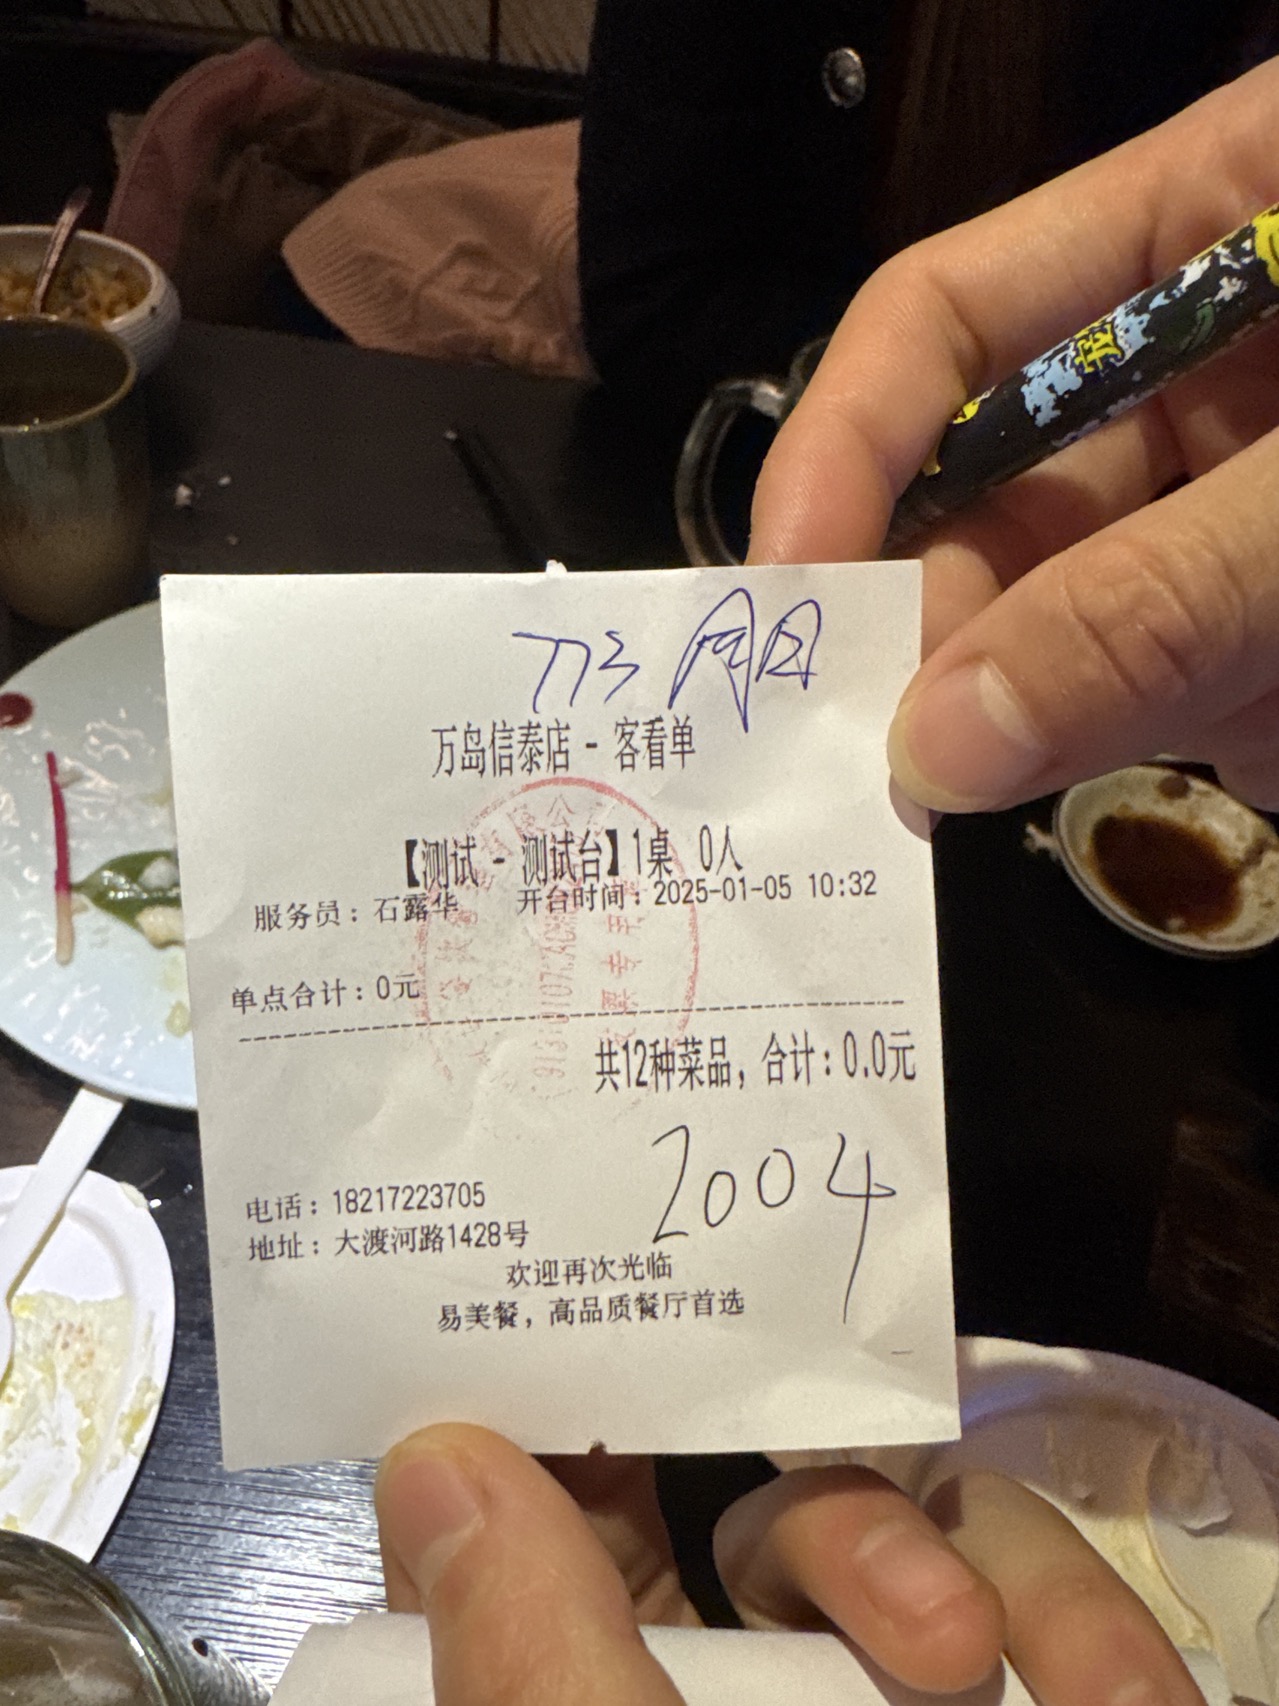 万岛信泰店 - 客看单
【测试 - 测试台】1桌 0人
服务员：石露华 开台时间：2025-01-05 10:32
单点合计：0元
共12种菜品，合计：0.0元
2004
电话：18217223705
地址：大渡河路1428号
欢迎再次光临
易美餐，高品质餐厅首选